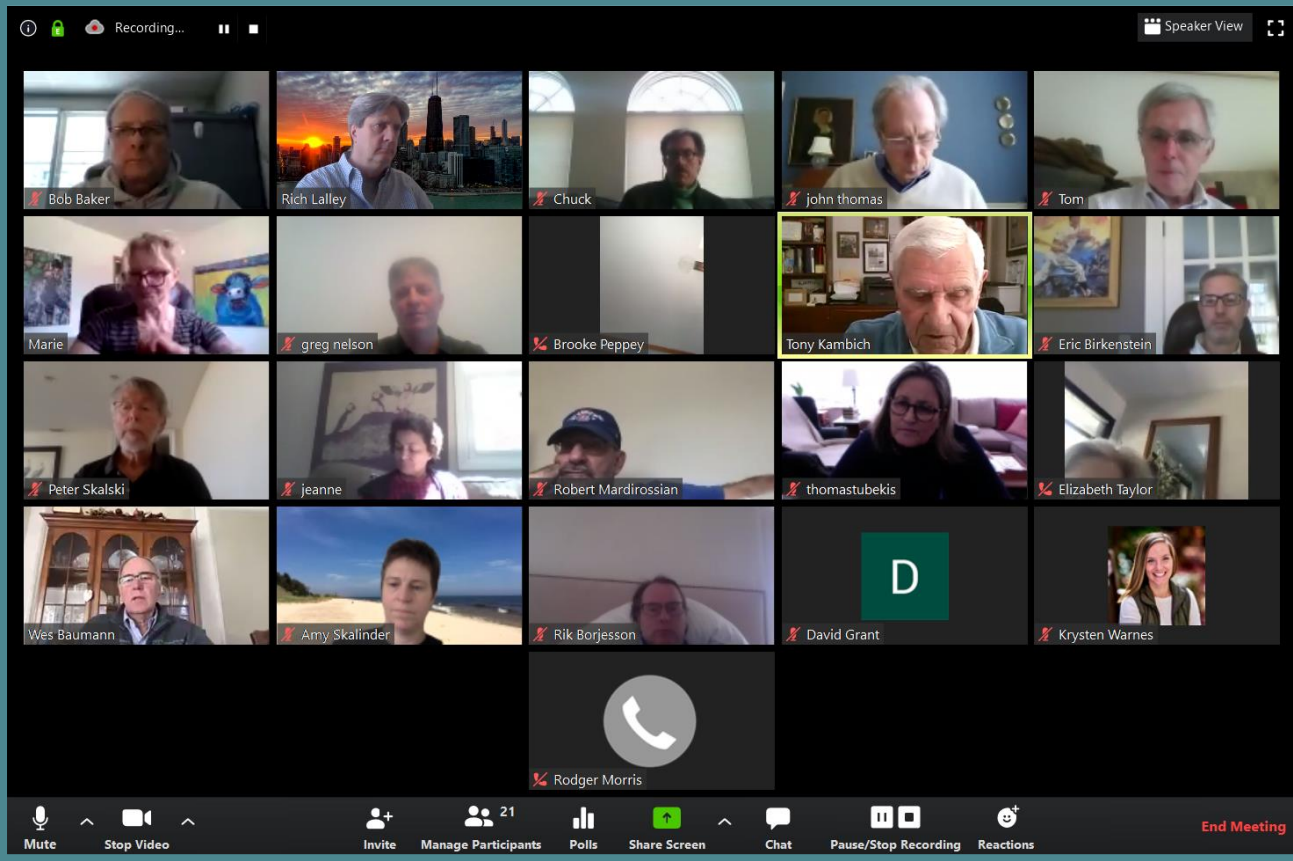 Recording...
Speaker View
Bob Baker
Rich Lalley
Chuck
john thomas
Tom
Marie
greg nelson
Brooke Peppey
Tony Kambich
Eric Birkenstein
Peter Skalski
jeanne
Robert Mardirossian
thomastubekis
Elizabeth Taylor
Wes Baumann
Amy Skalinder
Rik Borjesson
D
David Grant
Krysten Warnes
Rodger Morris
Mute
Stop Video
Invite
21
Manage Participants
Polls
Share Screen
Chat
Pause/Stop Recording
Reactions
End Meeting